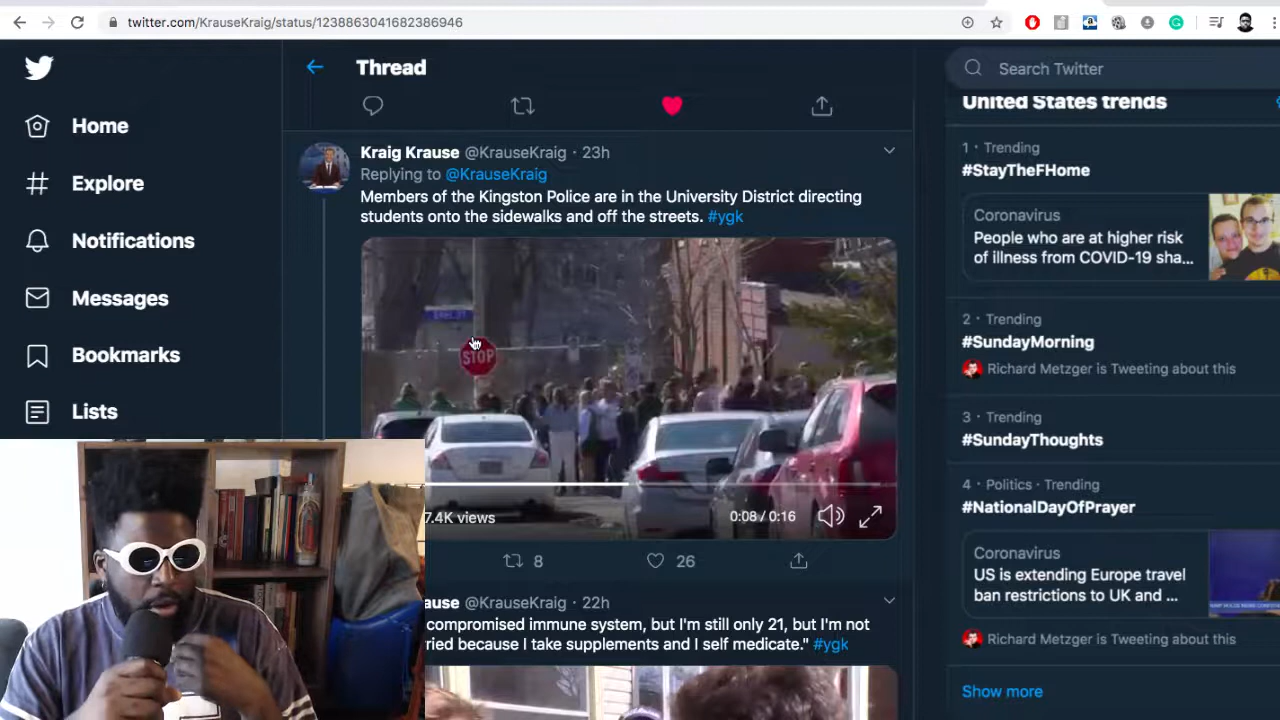 twitter.com/KrauseKraig/status/1238863041682386946
Thread
Search Twitter
Home
Explore
Notifications
Messages
Bookmarks
Lists
Kraig Krause @KrauseKraig · 23h
Replying to @KrauseKraig
Members of the Kingston Police are in the University District directing
students onto the sidewalks and off the streets. #ygk
STOP
7.4K views
0:08 / 0:16
8
26
ause @KrauseKraig · 22h
compromised immune system, but I'm still only 21, but I'm not
ried because I take supplements and I self medicate." #ygk
United States trends
1 · Trending
#StayTheFHome
Coronavirus
People who are at higher risk
of illness from COVID-19 sha...
2 · Trending
#SundayMorning
Richard Metzger is Tweeting about this
3 · Trending
#SundayThoughts
4 · Politics · Trending
#NationalDayOfPrayer
Coronavirus
US is extending Europe travel
ban restrictions to UK and ...
Richard Metzger is Tweeting about this
Show more